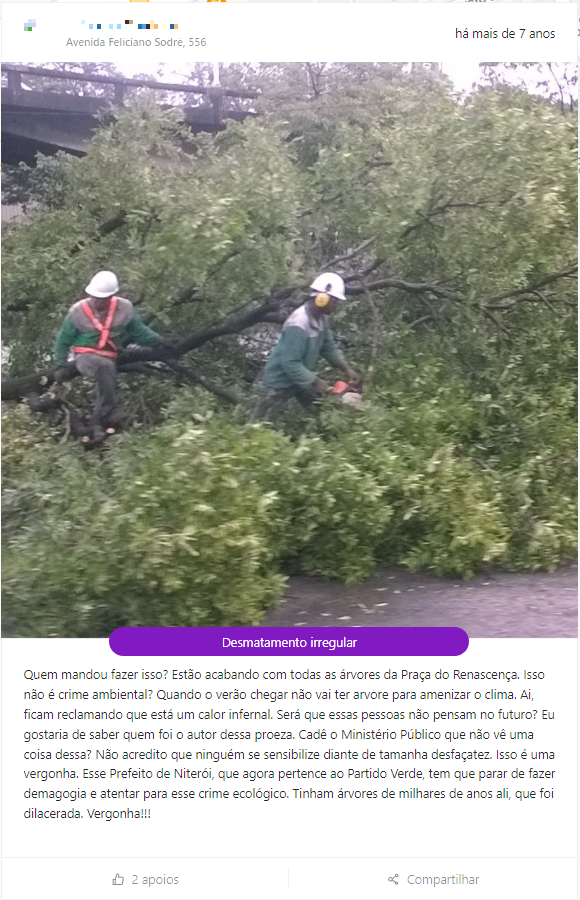 há mais de 7 anos
Avenida Feliciano Sodré, 556
Desmatamento irregular
Quem mandou fazer isso? Estão acabando com todas as árvores da Praça do Renascença. Isso
não é crime ambiental? Quando o verão chegar não vai ter arvore para amenizar o clima. Ai,
ficam reclamando que está um calor infernal. Será que essas pessoas não pensam no futuro? Eu
gostaria de saber quem foi o autor dessa proeza. Cadê o Ministério Público que não vê uma
coisa dessa? Não acredito que ninguém se sensibilize diante de tamanha desfaçatez. Isso é uma
vergonha. Esse Prefeito de Niterói, que agora pertence ao Partido Verde, tem que parar de fazer
demagogia e atentar para esse crime ecológico. Tinham árvores de milhares de anos ali, que foi
dilacerada. Vergonha!!!
2 apoios
Compartilhar